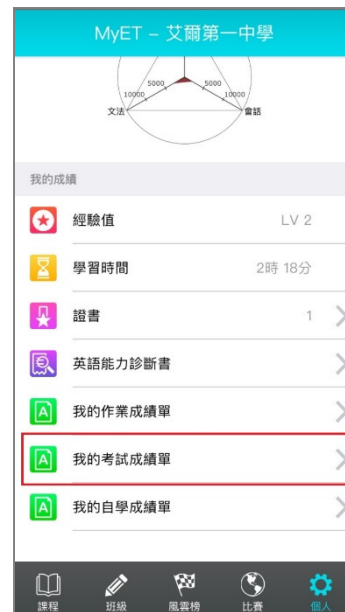 MyET – 艾爾第一中學
5000 5000
10000 10000
文法 會話
我的成績
經驗值 LV 2
學習時間 2時 18分
證書 1
英語能力診斷書
A 我的作業成績單
A 我的考試成績單
A 我的自學成績單
課程 班級 風雲榜 比賽 個人